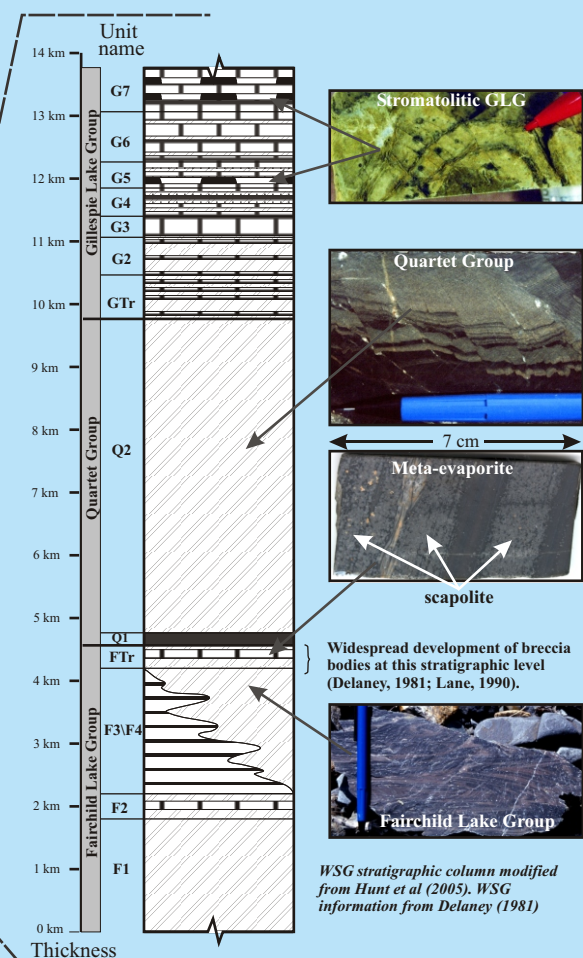 Unit
name
14 km
13 km
12 km
11 km
10 km
9 km
8 km
7 km
6 km
5 km
4 km
3 km
2 km
1 km
0 km
Thickness
Gillespie Lake Group
Quartet Group
Fairchild Lake Group
G7
G6
G5
G4
G3
G2
GTr
Q2
Q1
FTr
F3\F4
F2
F1
Stromatolitic GLG
Quartet Group
7 cm
Meta-evaporite
scapolite
Widespread development of breccia
bodies at this stratigraphic level
(Delaney, 1981; Lane, 1990).
Fairchild Lake Group
WSG stratigraphic column modified
from Hunt et al (2005). WSG
information from Delaney (1981)